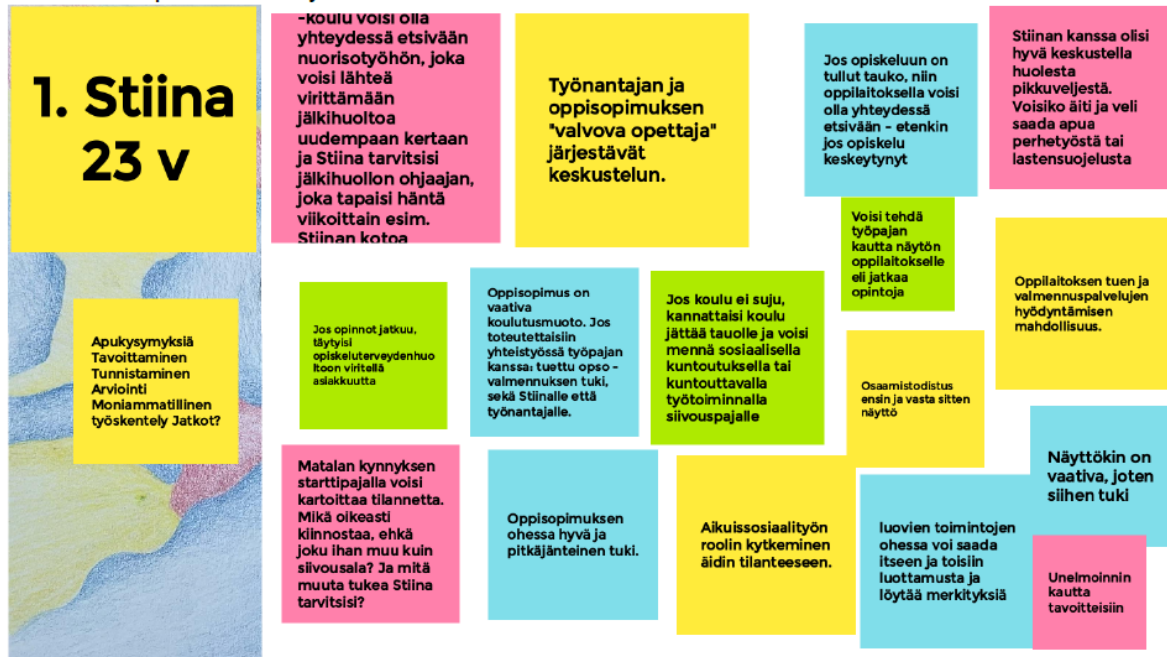 1. Stiina
23 v
-koulu voisi olla
yhteydessä etsivään
nuorisotyöhön, joka
voisi lähteä
virittämään
jälkihuoltoa
uudempaan kertaan
ja Stiina tarvitsisi
jälkihuollon ohjaajan,
joka tapaisi häntä
viikoittain esim.
Stiinan kotoa
Työnantajan ja
oppisopimuksen
"valvova opettaja"
järjestävät
keskustelun.
Jos opiskeluun on
tullut tauko, niin
oppilaitoksella voisi
olla yhteydessä
etsivään - etenkin
jos opiskelu
keskeytynyt
Stiinan kanssa olisi
hyvä keskustella
huolesta
pikkuveljestä.
Voisiko äiti ja veli
saada apua
perhetyöstä tai
lastensuojelusta
Voisi tehdä
työpajan
kautta näytön
oppilaitokselle
eli jatkaa
opintoja
Oppilaitoksen tuen ja
valmennuspalvelujen
hyödyntämisen
mahdollisuus.
Apukysymyksiä
Tavoittaminen
Tunnistaminen
Arviointi
Moniammatillinen
työskentely Jatkot?
Jos opinnot jatkuu,
täytyisi
opiskeluterveydenhuo
ltoon viritellä
asiakkuutta
Oppisopimus on
vaativa
koulutusmuoto. Jos
toteutettaisiin
yhteistyössä työpajan
kanssa: tuettu opso -
valmennuksen tuki,
sekä Stiinalle että
työnantajalle.
Jos koulu ei suju,
kannattaisi koulu
jättää tauolle ja voisi
mennä sosiaalisella
kuntoutuksella tai
kuntouttavalla
työtoiminnalla
siivouspajalle
Osaamistodistus
ensin ja vasta sitten
näyttö
Näyttökin on
vaativa, joten
siihen tuki
Matalan kynnyksen
starttipajalla voisi
kartoittaa tilannetta.
Mikä oikeasti
kiinnostaa, ehkä
joku ihan muu kuin
siivousala? Ja mitä
muuta tukea Stiina
tarvitsisi?
Oppisopimuksen
ohessa hyvä ja
pitkäjänteinen tuki.
Aikuissosiaalityön
roolin kytkeminen
äidin tilanteeseen.
luovien toimintojen
ohessa voi saada
itseen ja toisiin
luottamusta ja
löytää merkityksiä
Unelmoinnin
kautta
tavoitteisiin